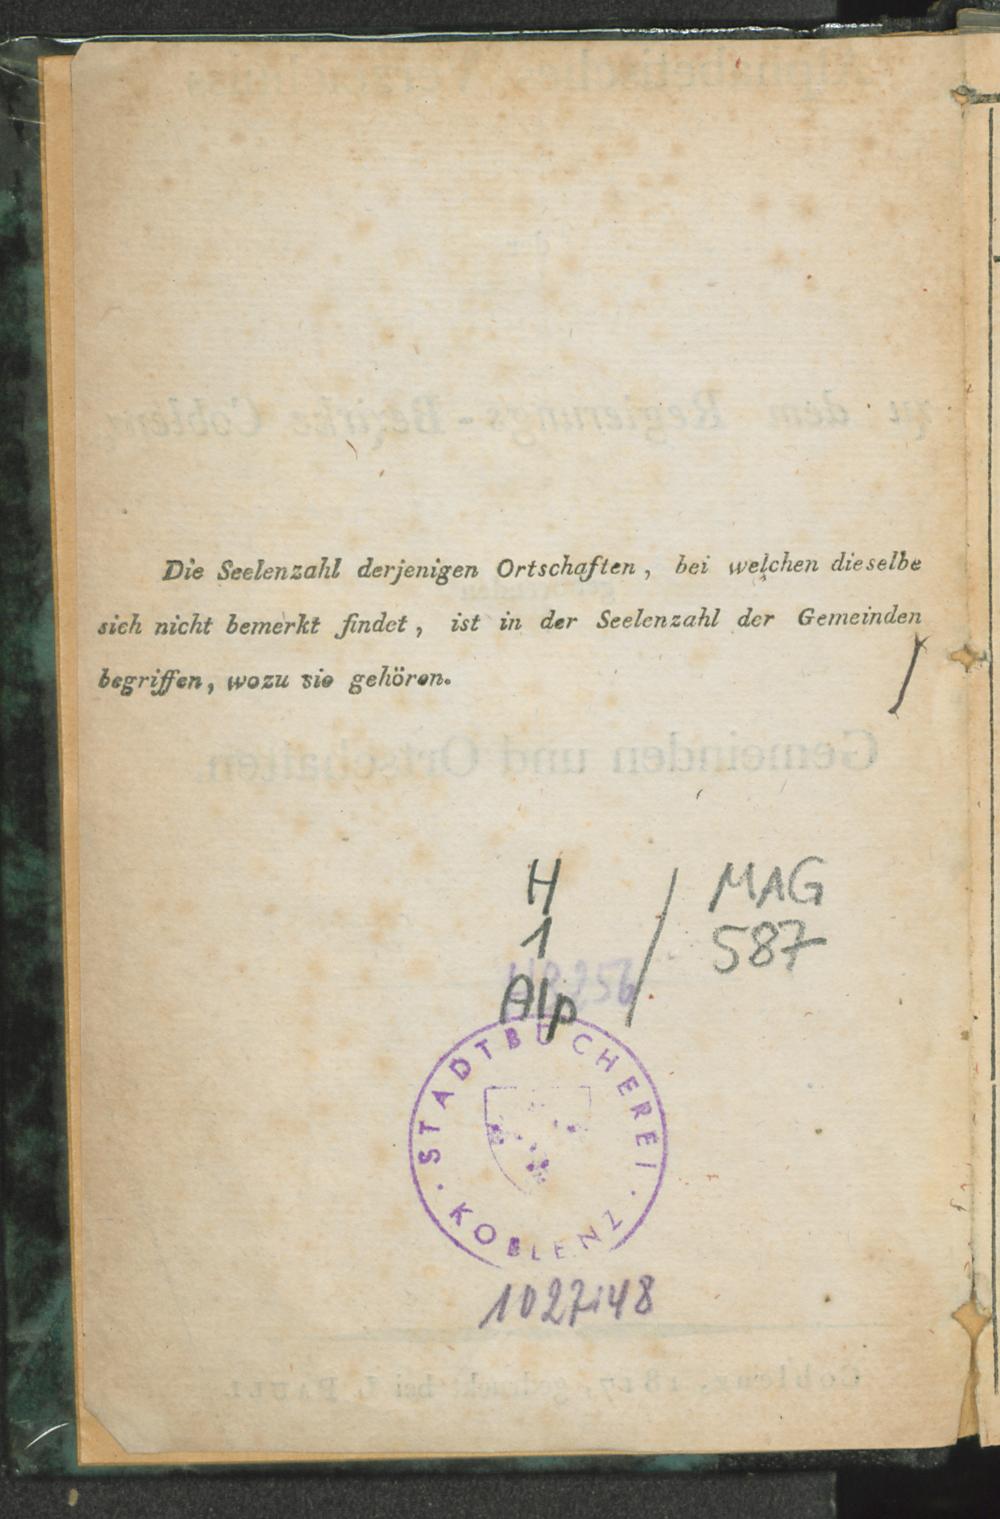 Die Seelenzahl derjenigen Ortschaften, bei welchen dieselbe
sich nicht bemerkt findet, ist in der Seelenzahl der Gemeinden
begriffen, wozu sie gehören.
H
1
Alp
MAG
587
STADTBÜCHEREI
KOBLENZ